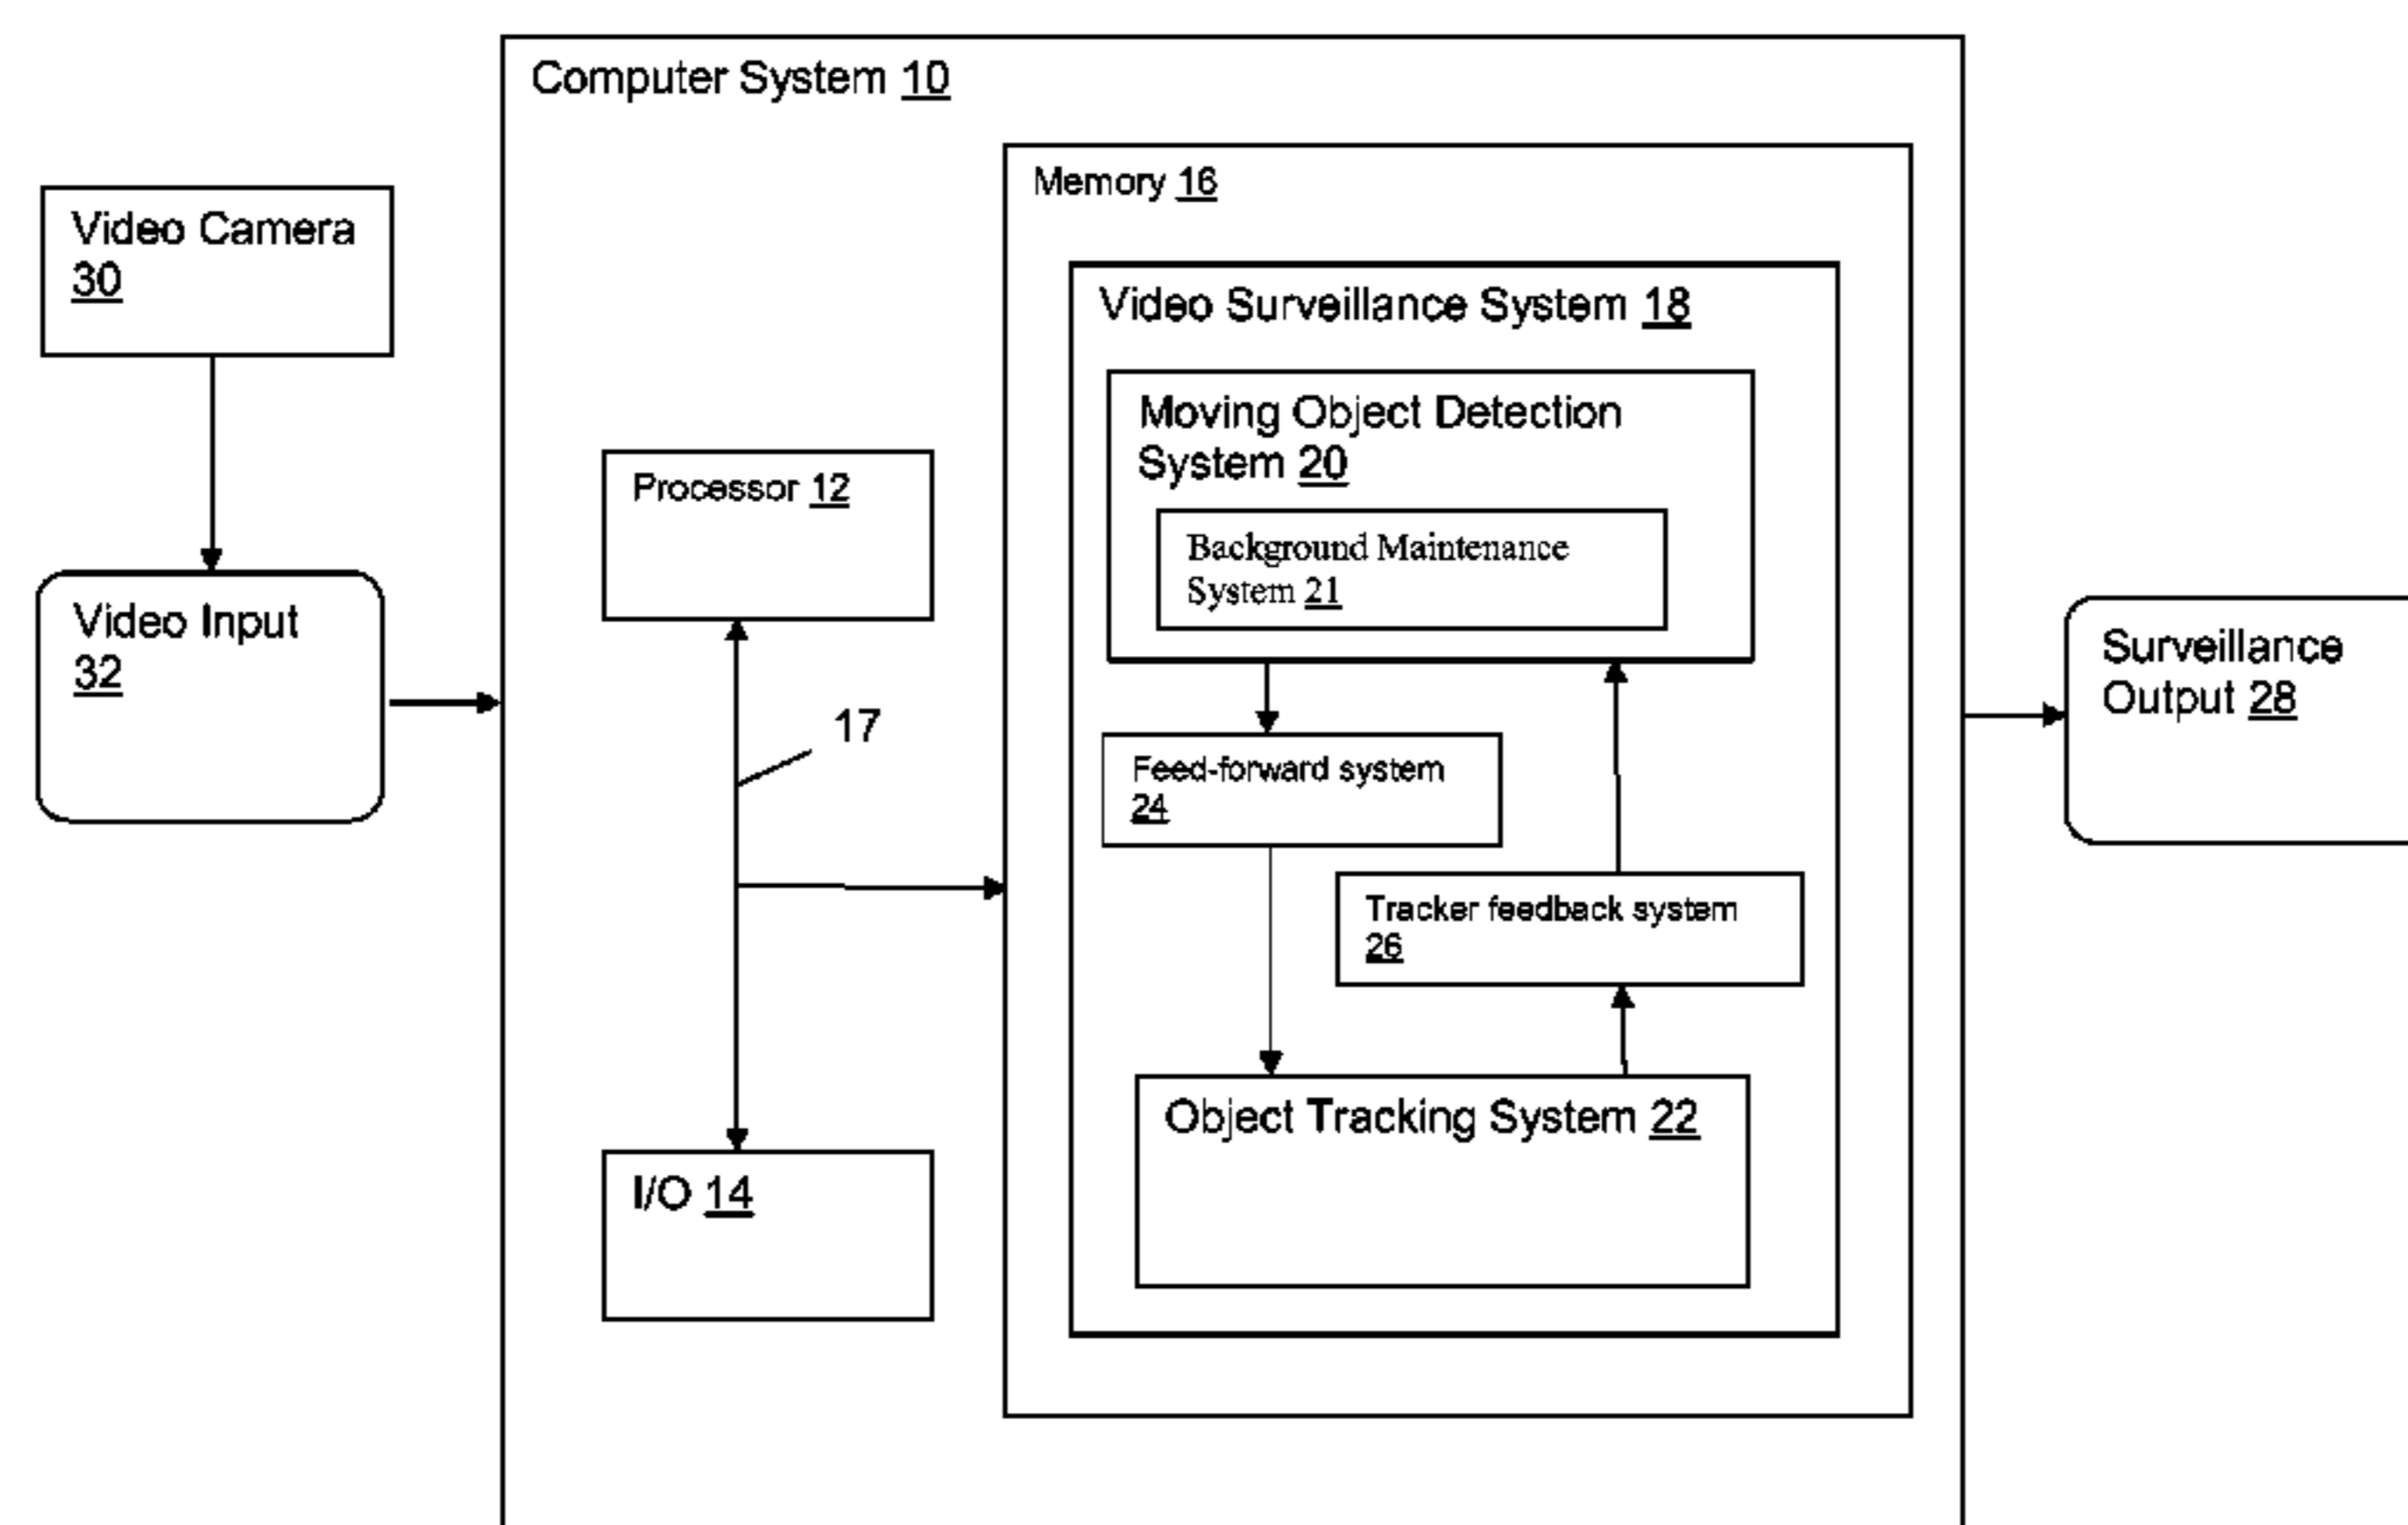 Computer System 10
Memory 16
Video Camera
30
Video Surveillance System 18
Moving Object Detection
System 20
Processor 12
Background Maintenance
System 21
Video Input
32
Surveillance
Output 28
17
Feed-forward system
24
Tracker feedback system
26
Object Tracking System 22
I/O 14